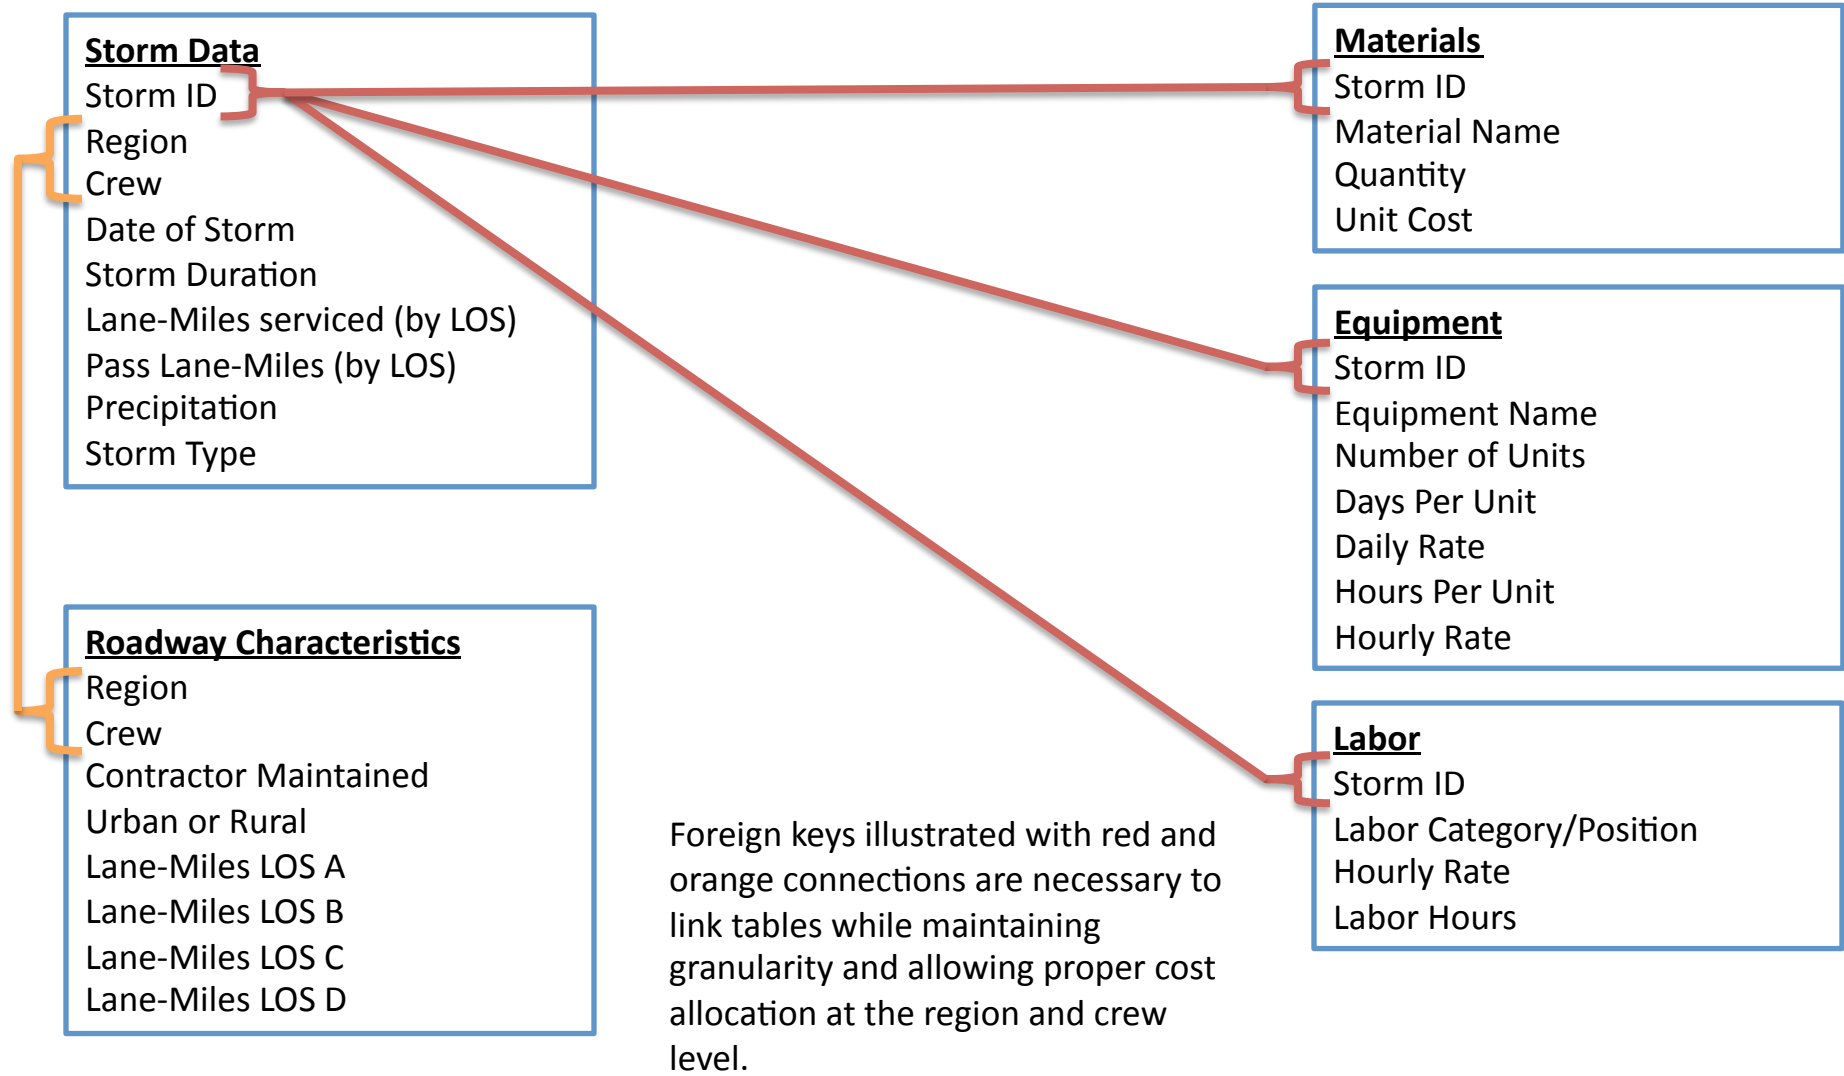 Storm Data
Storm ID
Region
Crew
Date of Storm
Storm Duration
Lane-Miles serviced (by LOS)
Pass Lane-Miles (by LOS)
Precipitation
Storm Type
Roadway Characteristics
Region
Crew
Contractor Maintained
Urban or Rural
Lane-Miles LOS A
Lane-Miles LOS B
Lane-Miles LOS C
Lane-Miles LOS D
Foreign keys illustrated with red and
orange connections are necessary to
link tables while maintaining
granularity and allowing proper cost
allocation at the region and crew
level.
Materials
Storm ID
Material Name
Quantity
Unit Cost
Equipment
Storm ID
Equipment Name
Number of Units
Days Per Unit
Daily Rate
Hours Per Unit
Hourly Rate
Labor
Storm ID
Labor Category/Position
Hourly Rate
Labor Hours